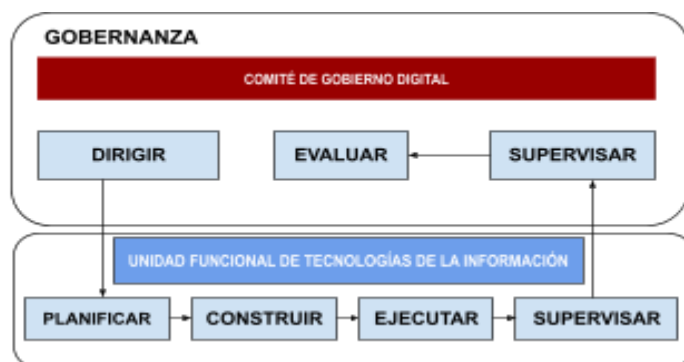 GOBERNANZA
COMITÉ DE GOBIERNO DIGITAL
DIRIGIR
EVALUAR
SUPERVISAR
UNIDAD FUNCIONAL DE TECNOLOGÍAS DE LA INFORMACIÓN
PLANIFICAR
CONSTRUIR
EJECUTAR
SUPERVISAR